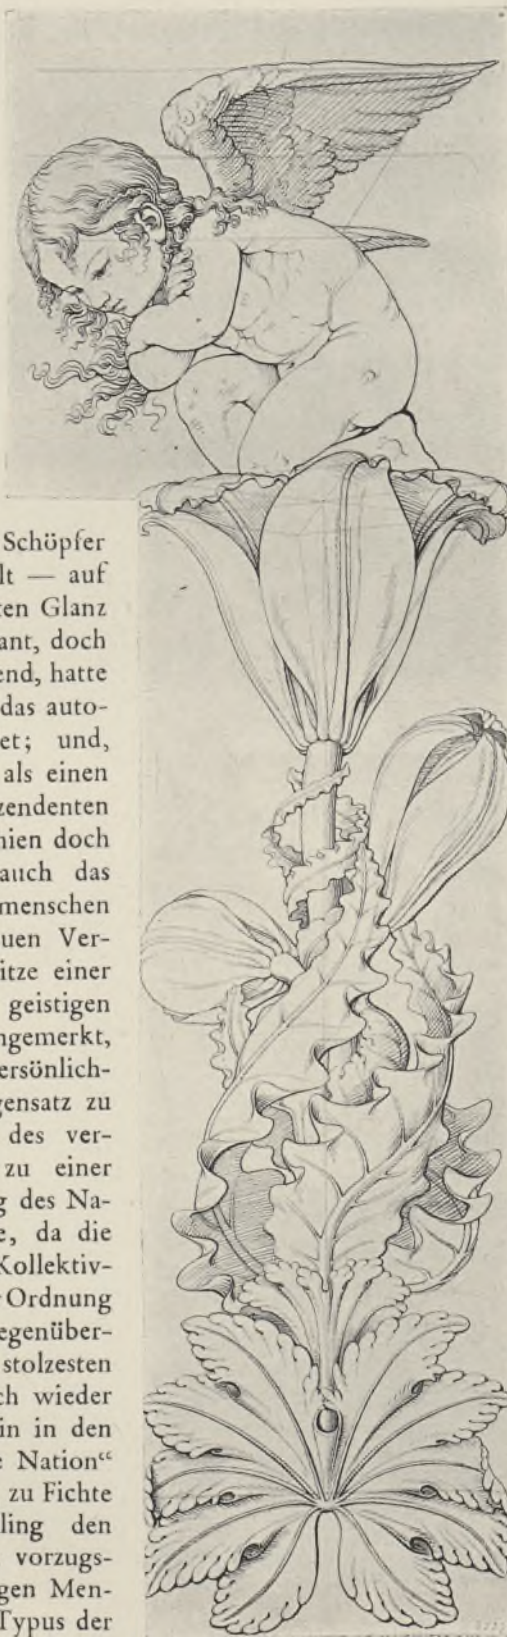 Schöpfer
lt — auf
ten Glanz
ant, doch
end, hatte
das auto-
et; und,
als einen
zendenten
nien doch
auch das
menschen
uen Ver-
itze einer
geistigen
ngemerkt,
ersönlich-
gensatz zu
des ver-
zu einer
g des Na-
e, da die
Kollektiv-
Ordnung
egenüber-
stolzesten
ch wieder
in in den
e Nation“
zu Fichte
ling den
vorzugs-
gen Men-
Typus der